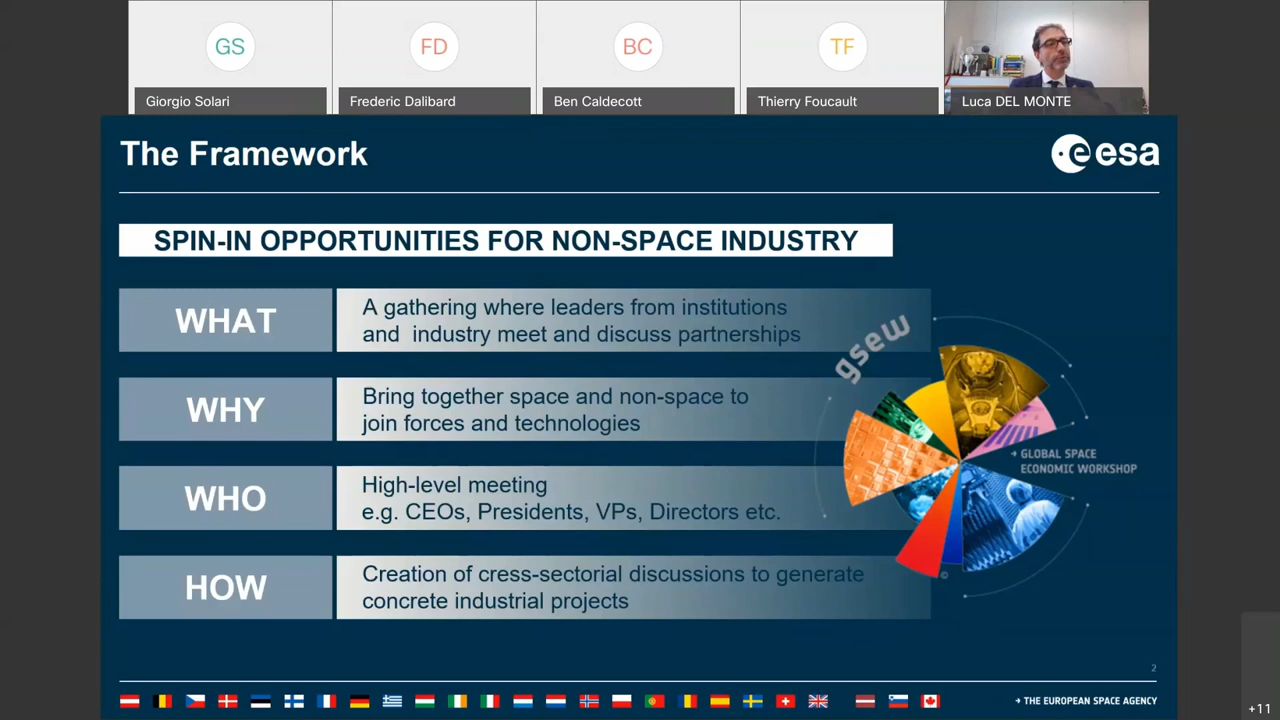 GS
FD
BC
TF
Giorgio Solari
Frederic Dalibard
Ben Caldecott
Thierry Foucault
Luca DEL MONTE
The Framework
esa
SPIN-IN OPPORTUNITIES FOR NON-SPACE INDUSTRY
WHAT
A gathering where leaders from institutions
and industry meet and discuss partnerships
gsew
WHY
Bring together space and non-space to
join forces and technologies
→ GLOBAL SPACE
ECONOMIC WORKSHOP
WHO
High-level meeting
e.g. CEOs, Presidents, VPs, Directors etc.
HOW
Creation of cress-sectorial discussions to generate
concrete industrial projects
©
2
→ THE EUROPEAN SPACE AGENCY
+11